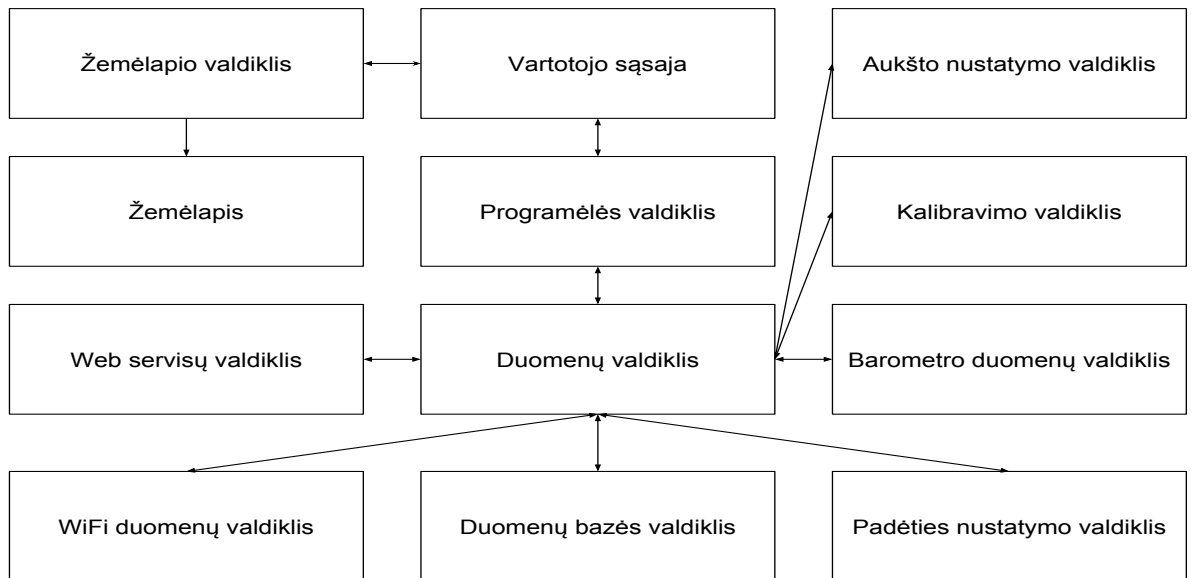 Žemėlapio valdiklis
Vartotojo sąsaja
Aukšto nustatymo valdiklis
Žemėlapis
Programėlės valdiklis
Kalibravimo valdiklis
Web servisų valdiklis
Duomenų valdiklis
Barometro duomenų valdiklis
WiFi duomenų valdiklis
Duomenų bazės valdiklis
Padėties nustatymo valdiklis